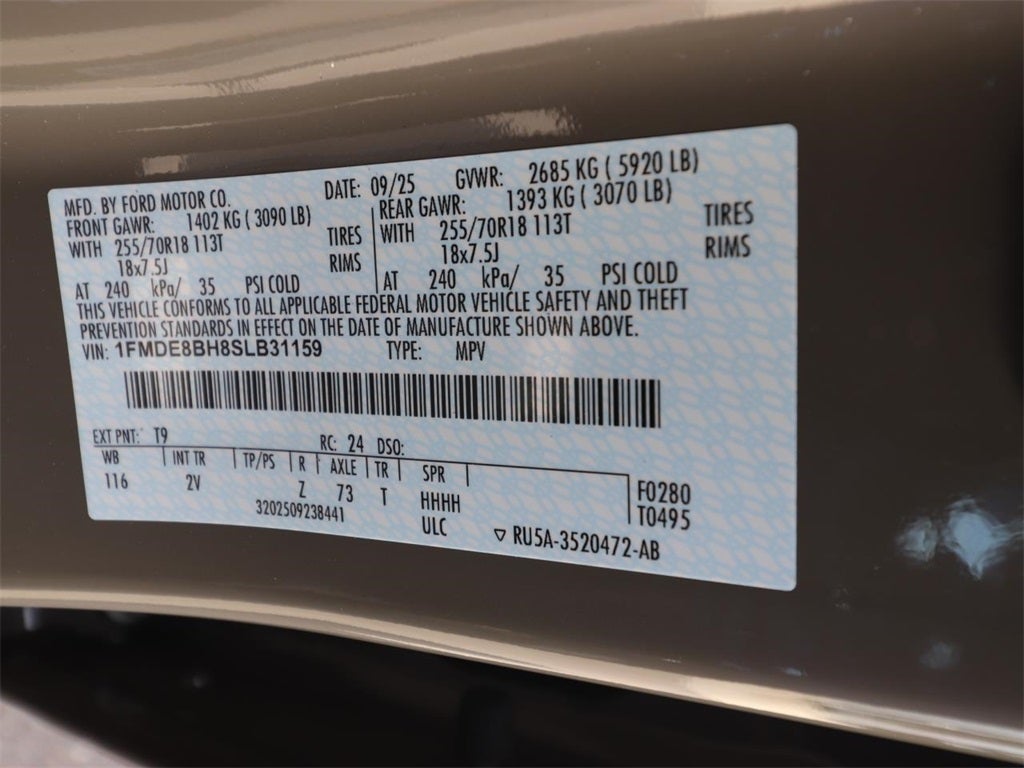 MFD. BY FORD MOTOR CO. DATE: 09/25 GVWR: 2685 KG ( 5920 LB)
FRONT GAWR: 1402 KG ( 3090 LB) REAR GAWR: 1393 KG ( 3070 LB)
WITH 255/70R18 113T TIRES WITH 255/70R18 113T TIRES
18x7.5J RIMS 18x7.5J RIMS
AT 240 kPa/ 35 PSI COLD AT 240 kPa/ 35 PSI COLD
THIS VEHICLE CONFORMS TO ALL APPLICABLE FEDERAL MOTOR VEHICLE SAFETY AND THEFT
PREVENTION STANDARDS IN EFFECT ON THE DATE OF MANUFACTURE SHOWN ABOVE.
VIN: 1FMDE8BH8SLB31159 TYPE: MPV
EXT PNT: T9 RC: 24 DSO:
WB INT TR TP/PS R AXLE TR SPR
116 2V Z 73 T HHHH F0280
3202509238441 ULC T0495
RU5A-3520472-AB